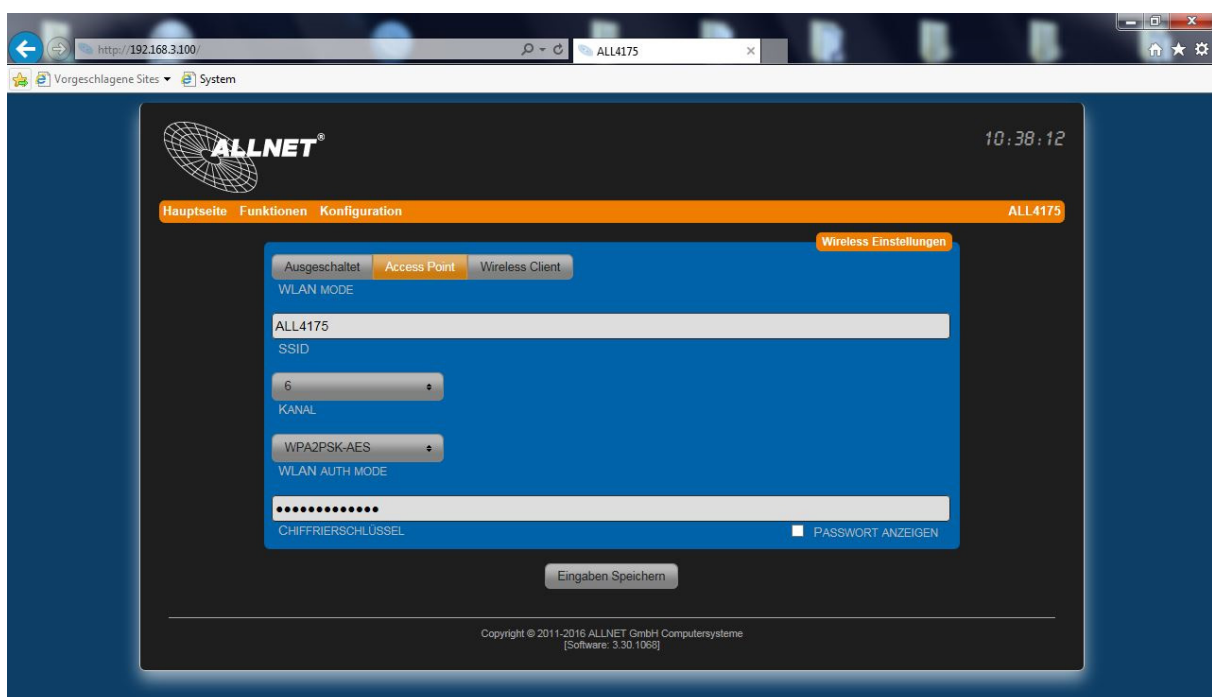 http://192.168.3.100/
ALL4175
Vorgeschlagene Sites
System
ALLNET®
10:38:12
Hauptseite Funktionen Konfiguration
ALL4175
Wireless Einstellungen
Ausgeschaltet Access Point Wireless Client
WLAN MODE
ALL4175
SSID
6
KANAL
WPA2PSK-AES
WLAN AUTH MODE
•••••••••••••
CHIFFRIERSCHLÜSSEL
PASSWORT ANZEIGEN
Eingaben Speichern
Copyright © 2011-2016 ALLNET GmbH Computersysteme
[Software: 3.30.1068]